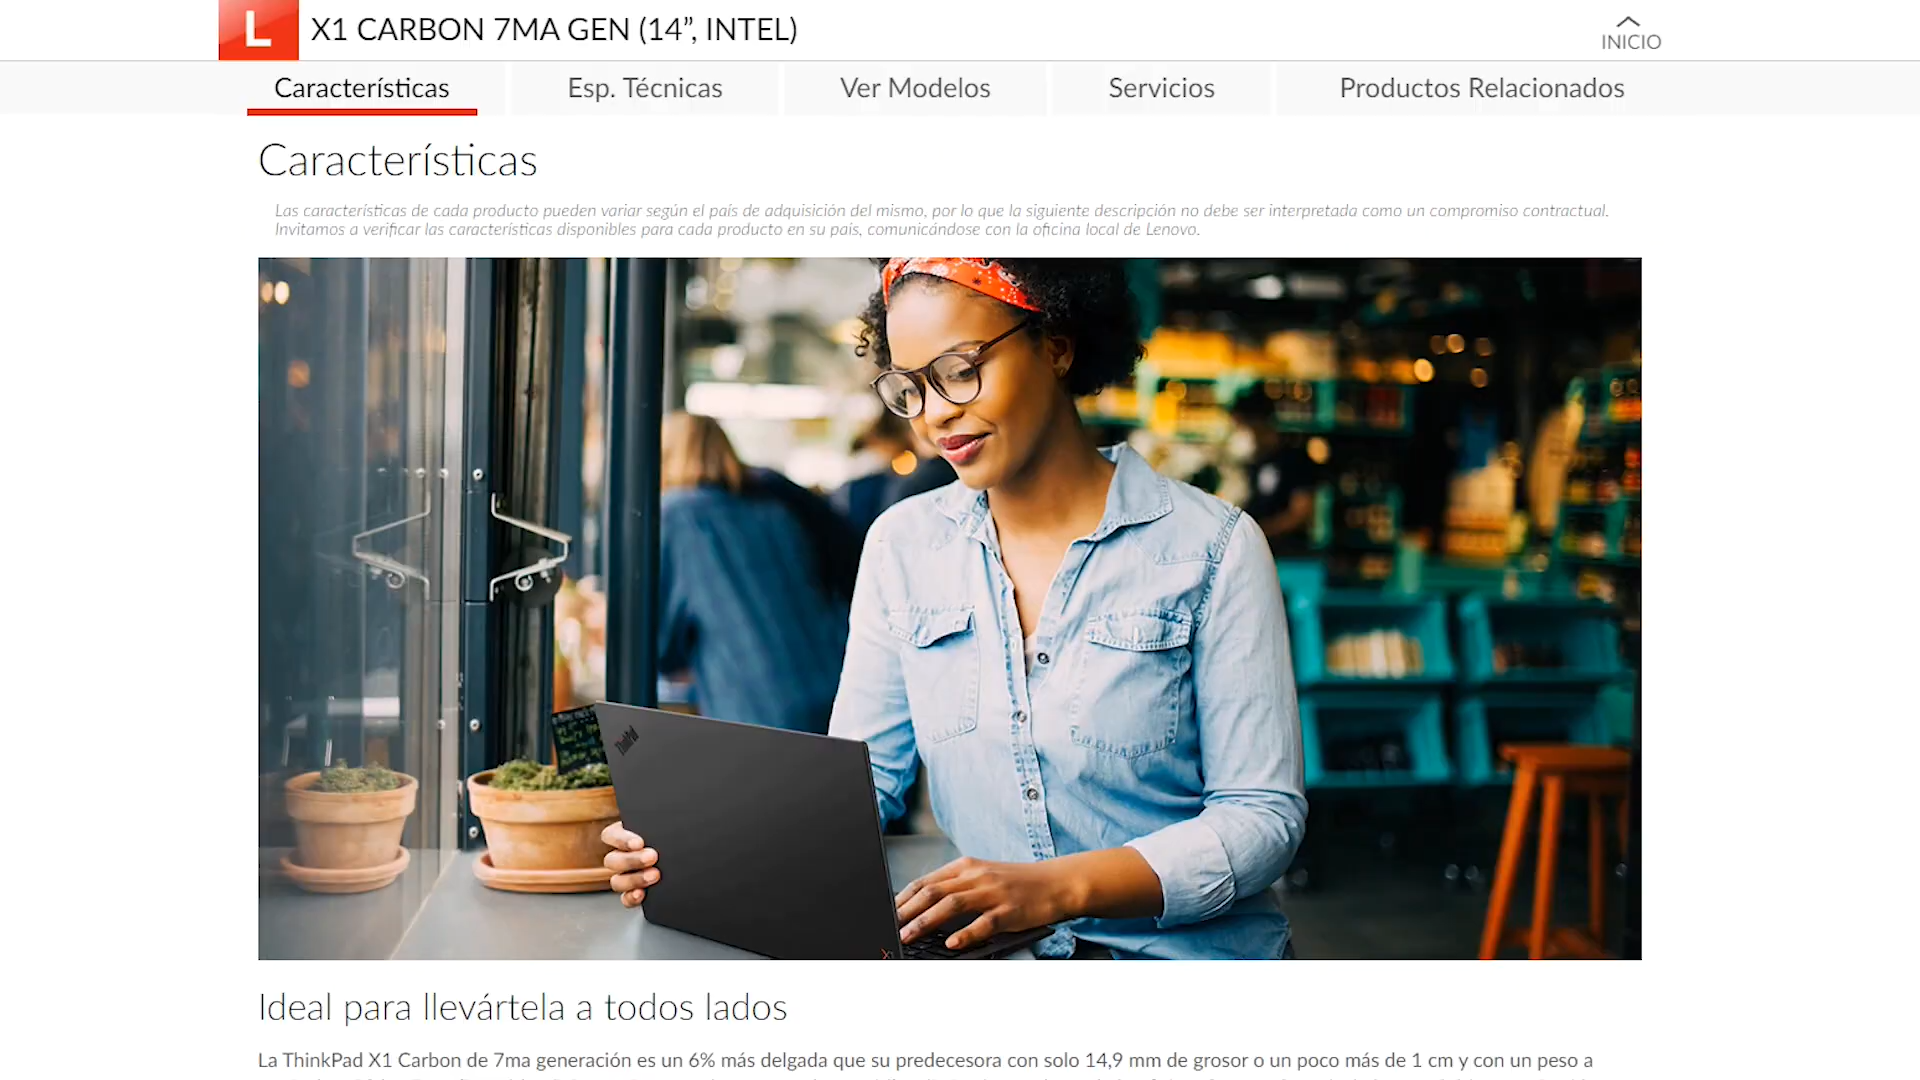 L X1 CARBON 7MA GEN (14”, INTEL)
INICIO
Características Esp. Técnicas Ver Modelos Servicios Productos Relacionados
Características
Las características de cada producto pueden variar según el país de adquisición del mismo, por lo que la siguiente descripción no debe ser interpretada como un compromiso contractual.
Invitamos a verificar las características disponibles para cada producto en su país, comunicándose con la oficina local de Lenovo.
ThinkPad
X1
Ideal para llevártela a todos lados
La ThinkPad X1 Carbon de 7ma generación es un 6% más delgada que su predecesora con solo 14,9 mm de grosor o un poco más de 1 cm y con un peso a